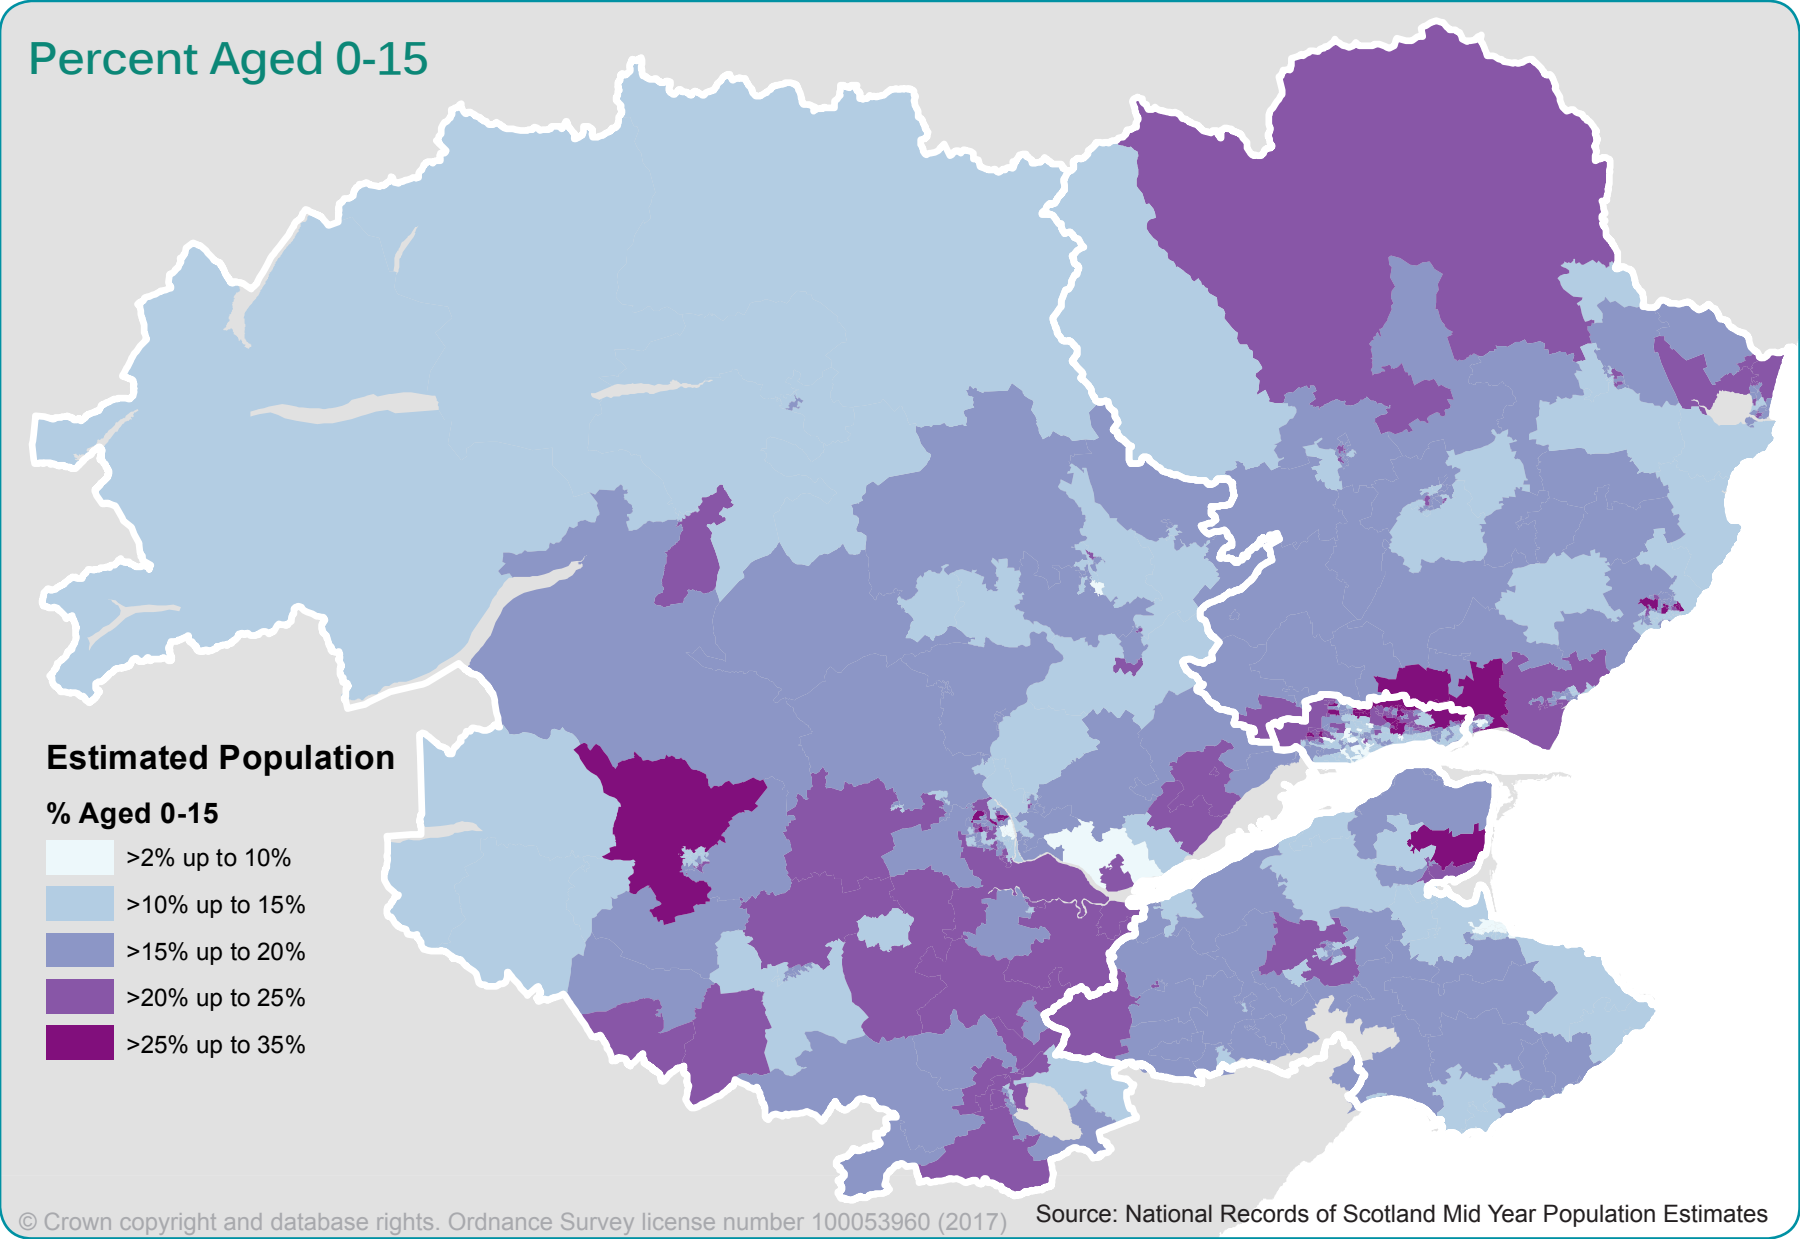 Percent Aged 0-15
Estimated Population
% Aged 0-15
>2% up to 10%
>10% up to 15%
>15% up to 20%
>20% up to 25%
>25% up to 35%
© Crown copyright and database rights. Ordnance Survey license number 100053960 (2017)
Source: National Records of Scotland Mid Year Population Estimates